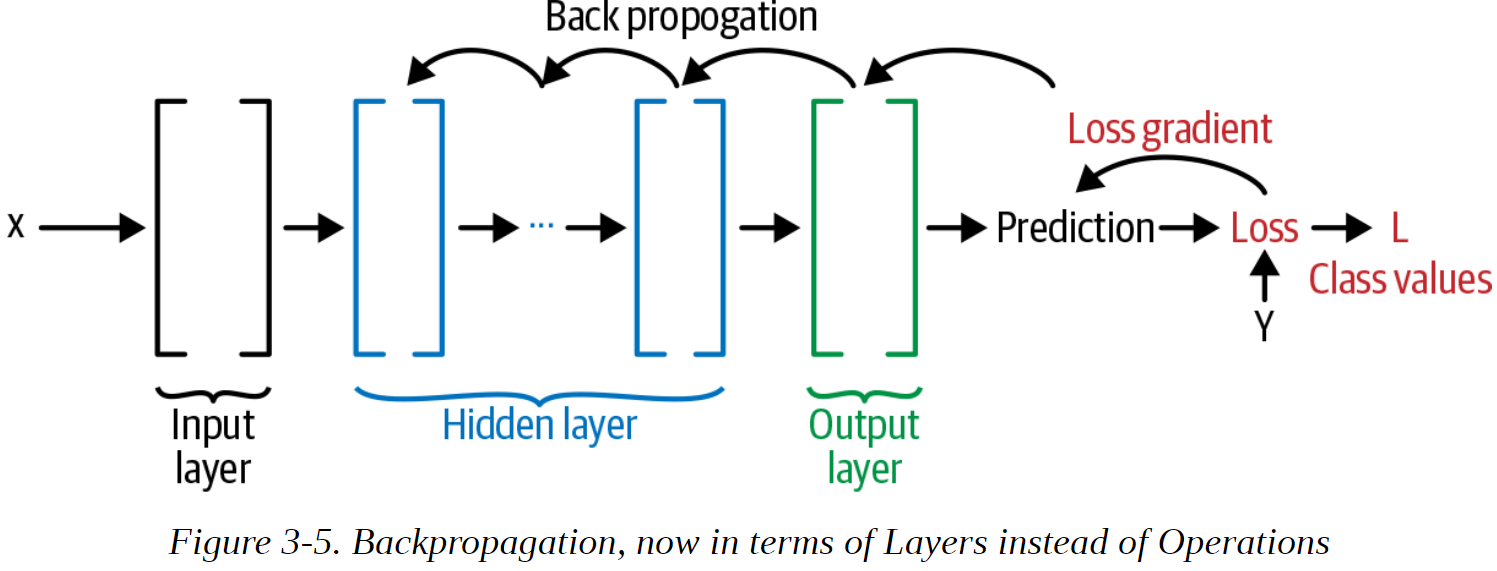 Back propogation
Loss gradient
X
...
Prediction
Loss
L
Class values
Y
Input
layer
Hidden layer
Output
layer
Figure 3-5. Backpropagation, now in terms of Layers instead of Operations